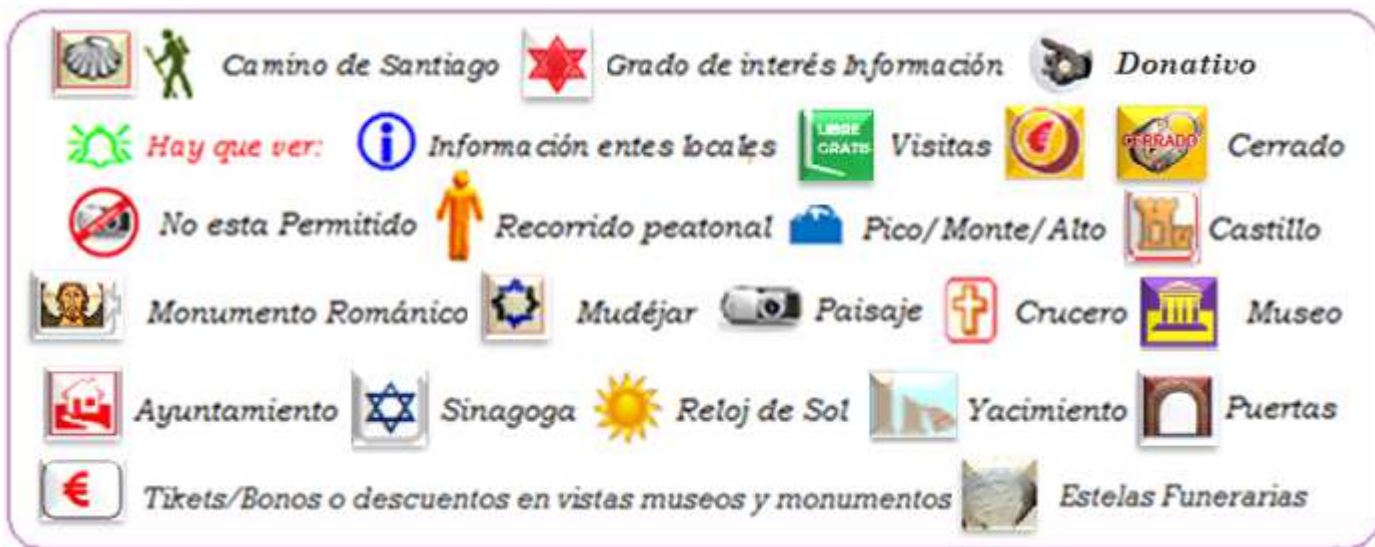 Camino de Santiago Grado de interés Información Donativo
Hay que ver: Información entes locales LIBRE GRATIS Visitas € CERRADO Cerrado
No esta Permitido Recorrido peatonal Pico/Monte/Alto Castillo
Monumento Románico Mudéjar Paisaje Crucero Museo
Ayuntamiento Sinagoga Reloj de Sol Yacimiento Puertas
€ Tikets/Bonos o descuentos en vistas museos y monumentos Estelas Funerarias